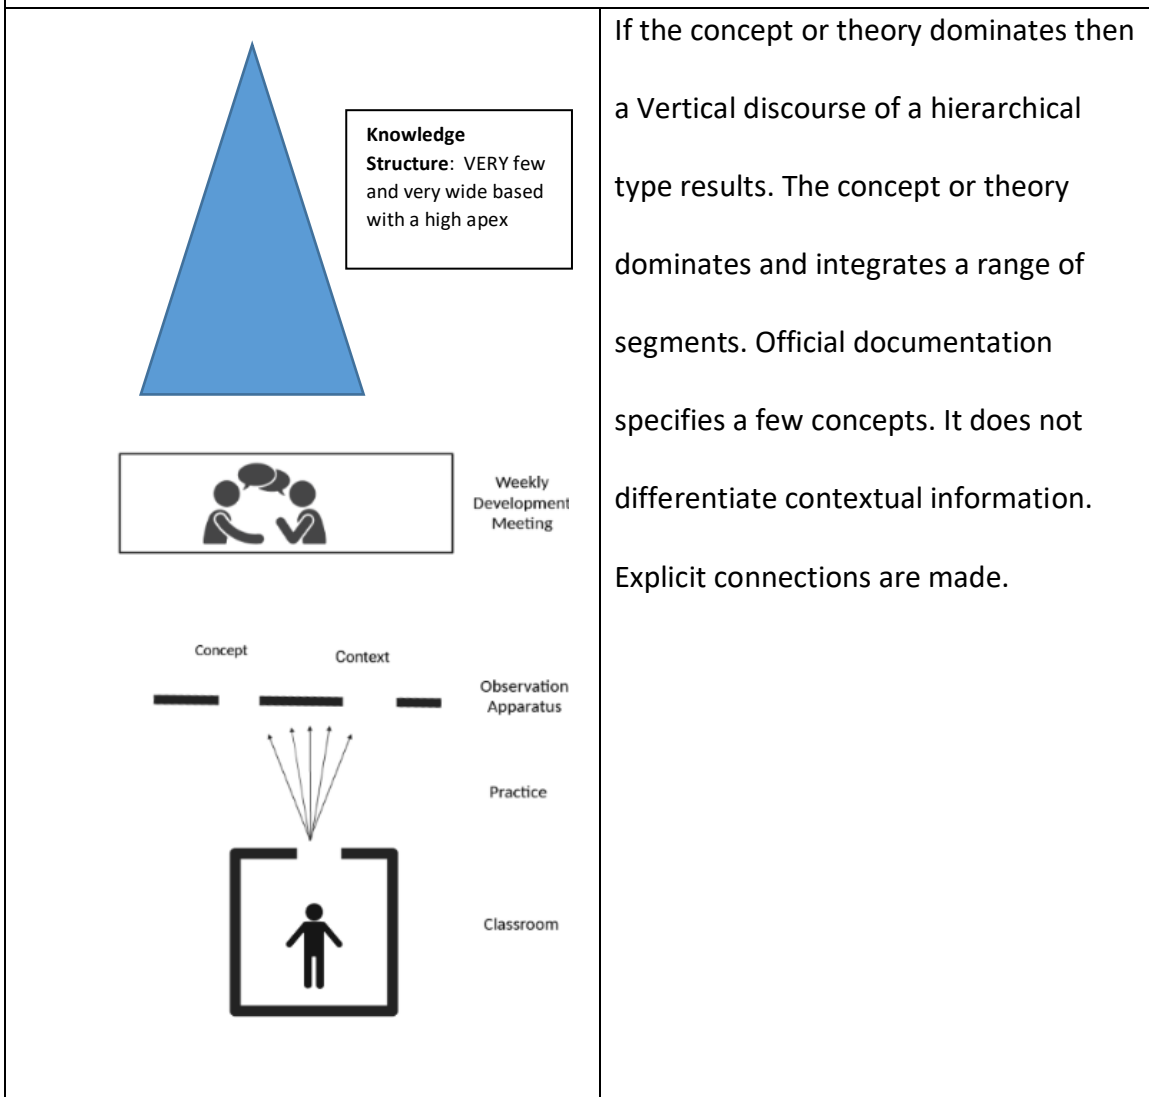 Knowledge
Structure: VERY few
and very wide based
with a high apex
Weekly
Development
Meeting
Concept
Context
Observation
Apparatus
Practice
Classroom
If the concept or theory dominates then
a Vertical discourse of a hierarchical
type results. The concept or theory
dominates and integrates a range of
segments. Official documentation
specifies a few concepts. It does not
differentiate contextual information.
Explicit connections are made.